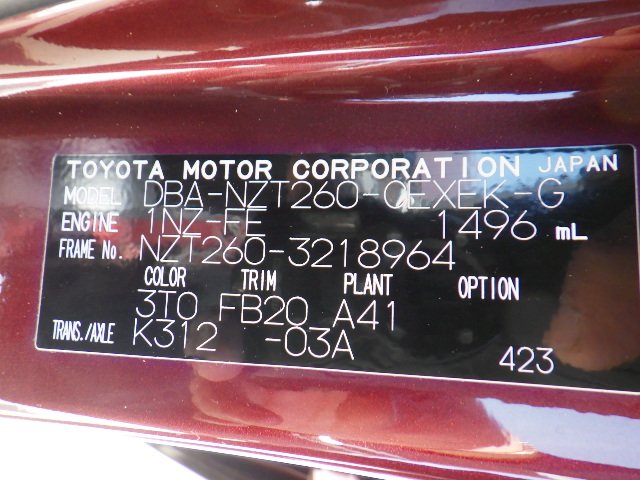 TOYOTA MOTOR CORPORATION JAPAN
MODEL DBA-NZT260-CEXEK-G
ENGINE 1NZ-FE 1496 mL
FRAME No. NZT260-3218964
COLOR TRIM PLANT OPTION
3T0 FB20 A41
TRANS./AXLE K312 -03A
423